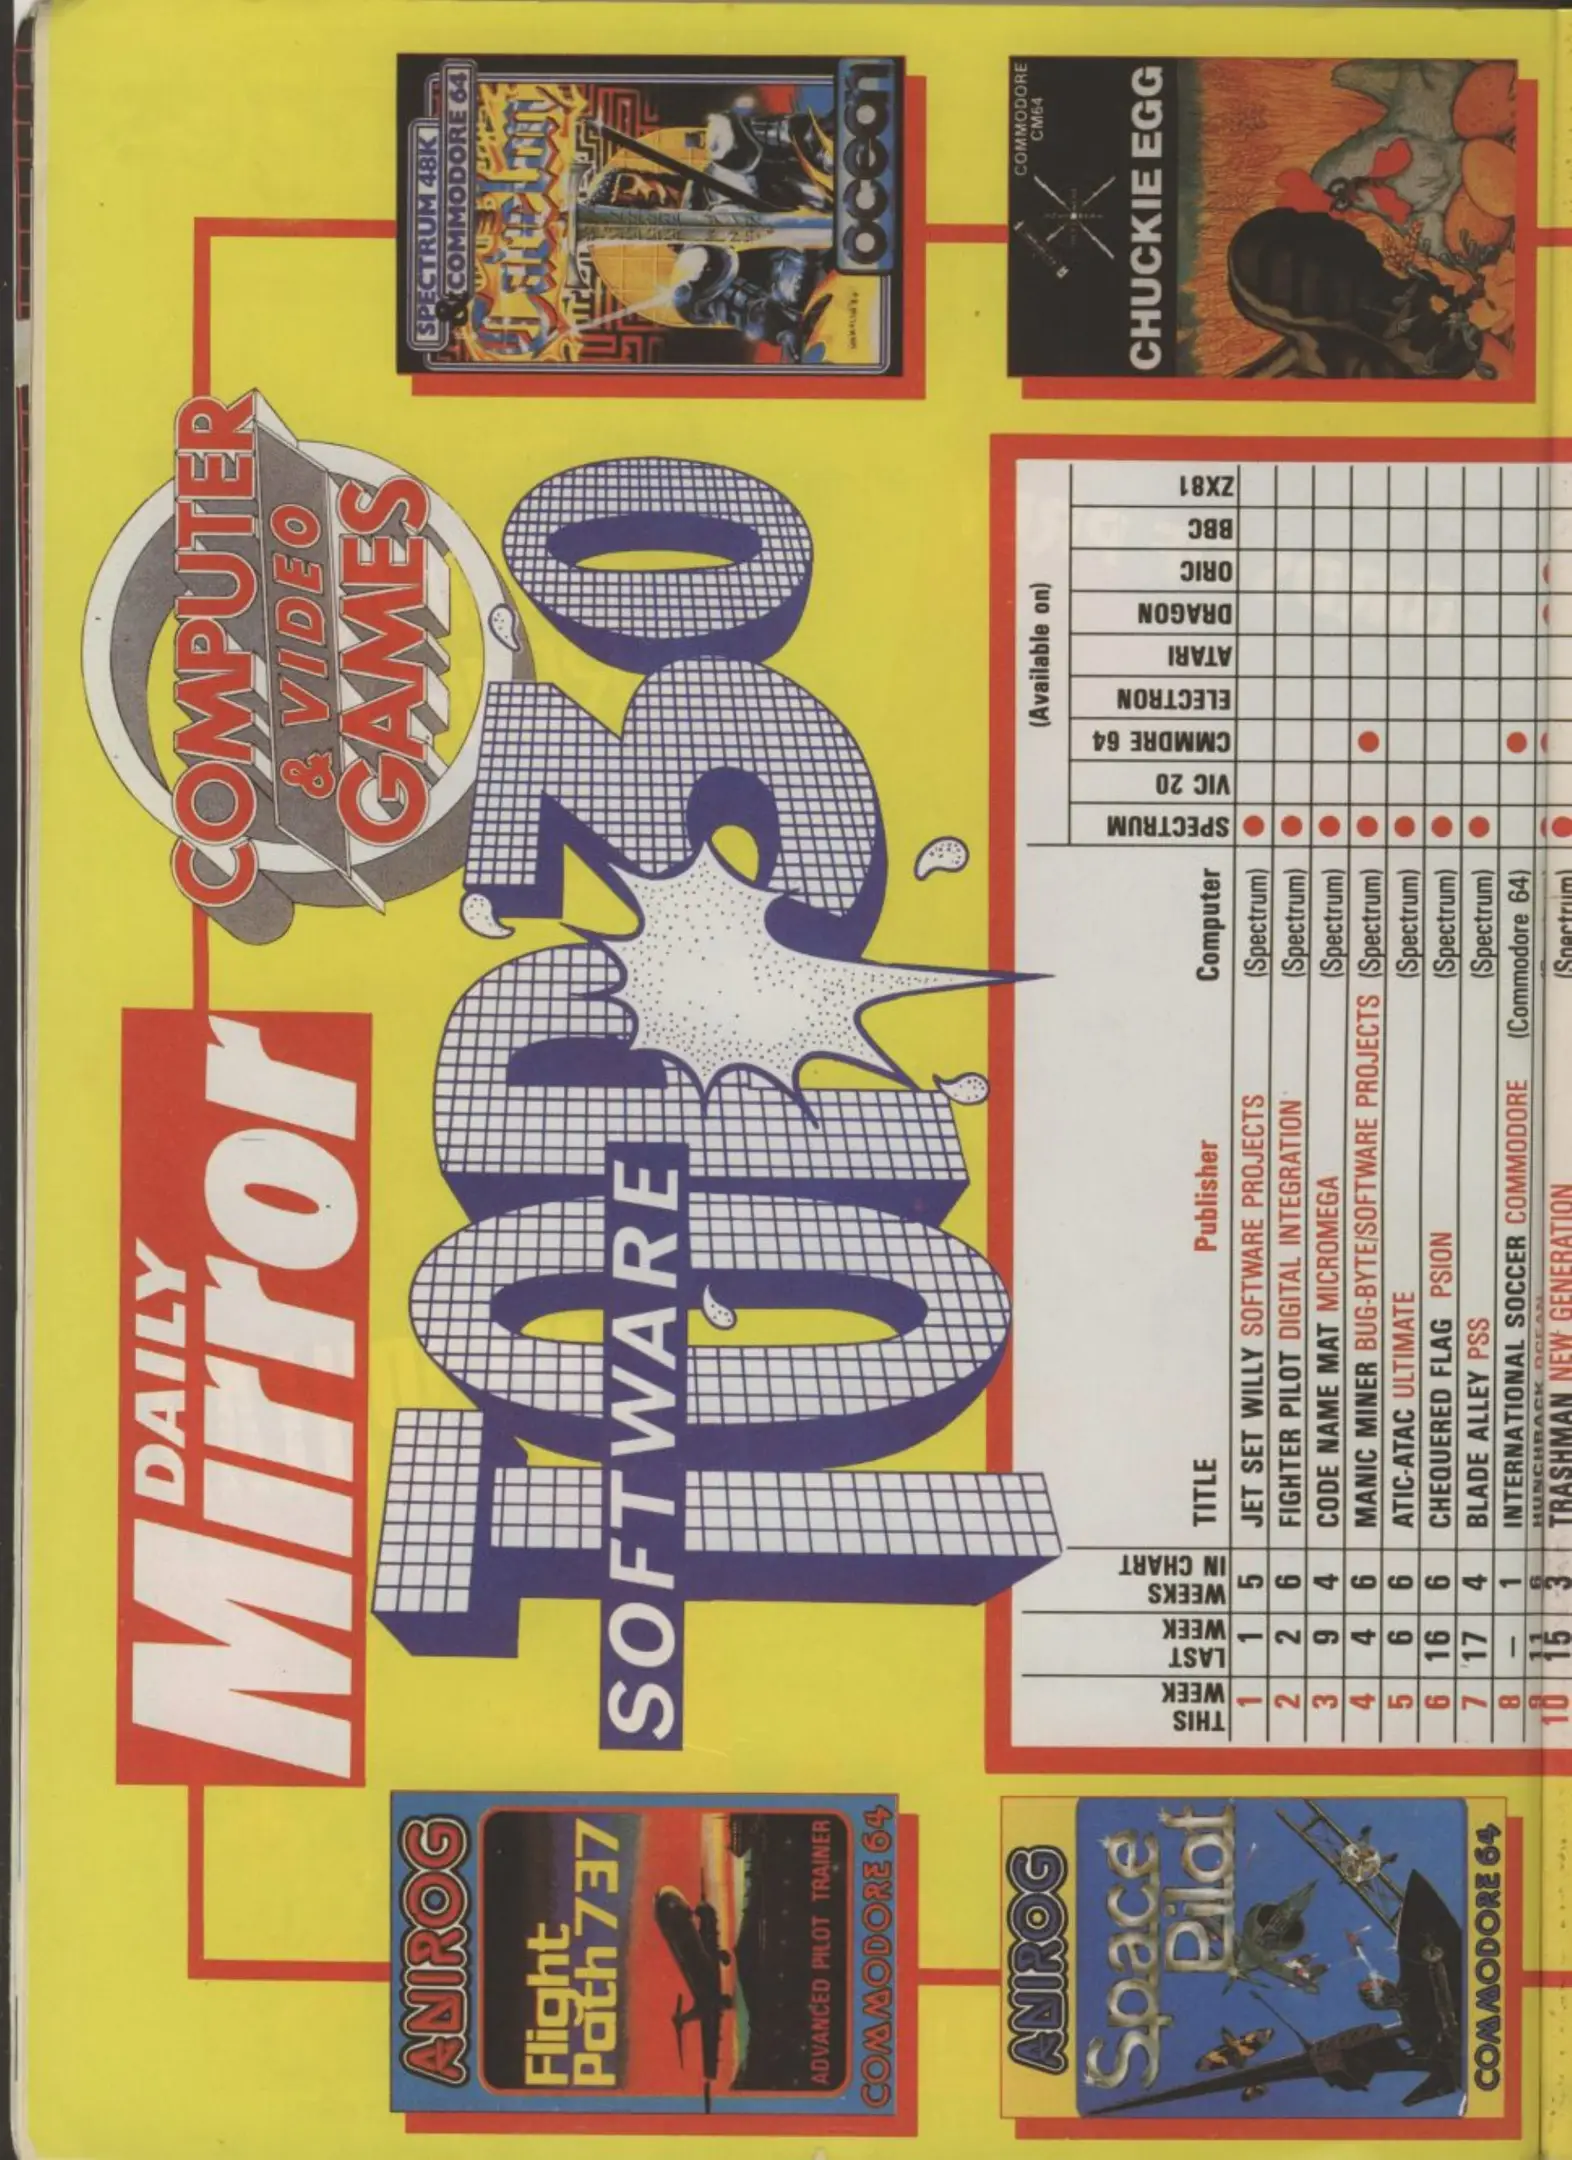 DAILY
Mirror
COMPUTER
& VIDEO
GAMES
TOP 30
SOFTWARE
ANIROG
Flight
Path 737
ADVANCED PILOT TRAINER
COMMODORE 64
SPECTRUM 48K
& COMMODORE 64
ocean
ANIROG
Space
Pilot
COMMODORE 64
COMMODORE
CM64
CHUCKIE EGG
(Available on)
THIS WEEK LAST WEEK WEEKS IN CHART TITLE Publisher Computer SPECTRUM VIC 20 CMMDRE 64 ELECTRON ATARI DRAGON ORIC BBC ZX81
1 1 5 JET SET WILLY SOFTWARE PROJECTS (Spectrum)
2 2 6 FIGHTER PILOT DIGITAL INTEGRATION (Spectrum)
3 9 4 CODE NAME MAT MICROMEGA (Spectrum)
4 4 6 MANIC MINER BUG-BYTE/SOFTWARE PROJECTS (Spectrum)
5 6 6 ATIC-ATAC ULTIMATE (Spectrum)
6 16 6 CHEQUERED FLAG PSION (Spectrum)
7 17 4 BLADE ALLEY PSS (Spectrum)
8 – 1 INTERNATIONAL SOCCER COMMODORE (Commodore 64)
9 11 6 HUNCHBACK OCEAN
10 15 3 TRASHMAN NEW GENERATION (Spectrum)